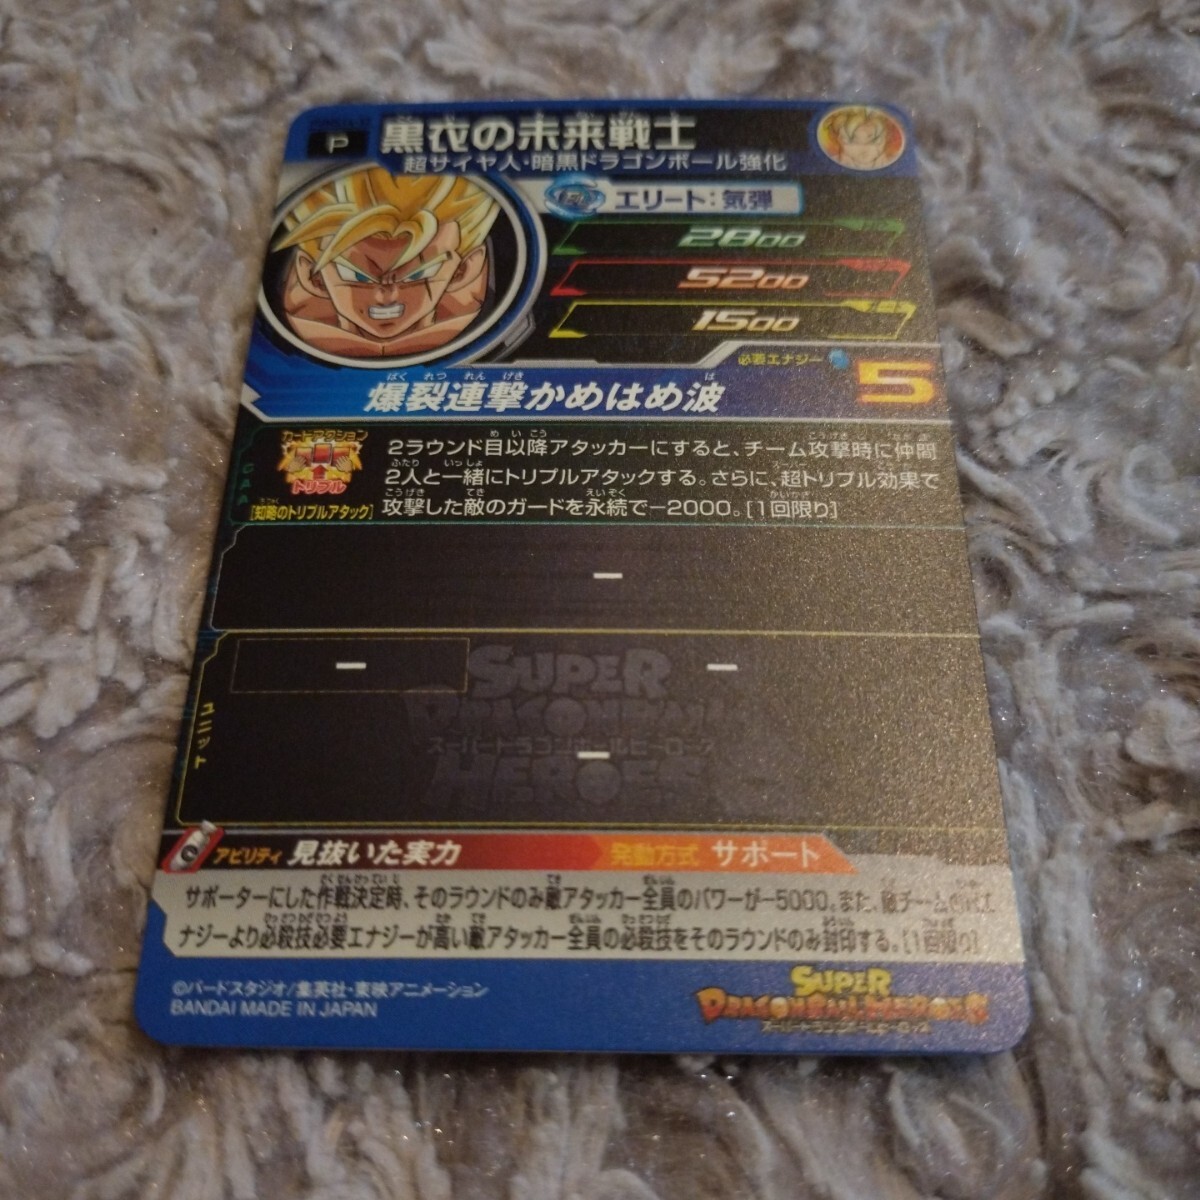 P
黒衣の未来戦士
超サイヤ人・暗黒ドラゴンボール強化
エリート：気弾
2800
5200
1500
必要エナジー 5
ばくれつれんげき は
爆裂連撃かめはめ波
カードアクション
トリプル
[知略のトリプルアタック]
2ラウンド目以降アタッカーにすると、チーム攻撃時に仲間
2人と一緒にトリプルアタックする。さらに、超トリプル効果で
攻撃した敵のガードを永続で−2000。[1回限り]
CAA
−
− −
ユニット
−
SUPER
DRAGONBALL
スーパードラゴンボールヒーローズ
HEROES
アビリティ 見抜いた実力 発動方式 サポート
サポーターにした作戦決定時、そのラウンドのみ敵アタッカー全員のパワーが−5000。また、敵チームの
ナジーより必殺技必要エナジーが高い敵アタッカー全員の必殺技をそのラウンドのみ封印する。[1回限り]
©バードスタジオ/集英社・東映アニメーション
BANDAI MADE IN JAPAN
SUPER
DRAGONBALL HEROES
スーパードラゴンボールヒーローズ